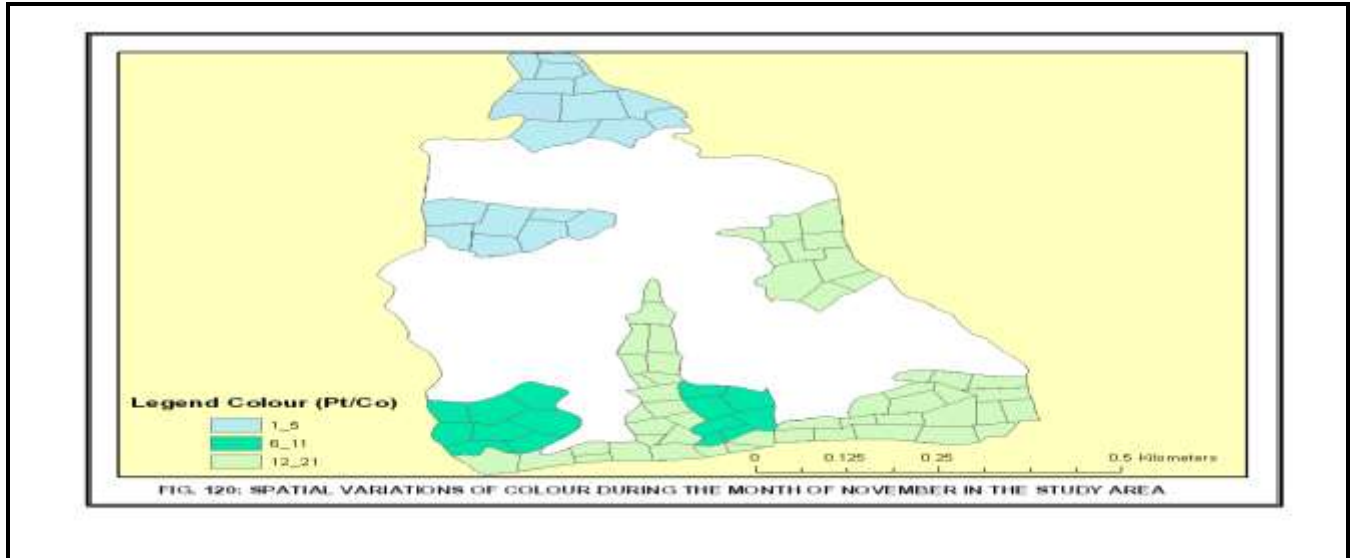 Legend Colour (Pt/Co)
1_5
6_11
12_21
0 0.125 0.25 0.5 Kilometers
FIG. 120: SPATIAL VARIATIONS OF COLOUR DURING THE MONTH OF NOVEMBER IN THE STUDY AREA